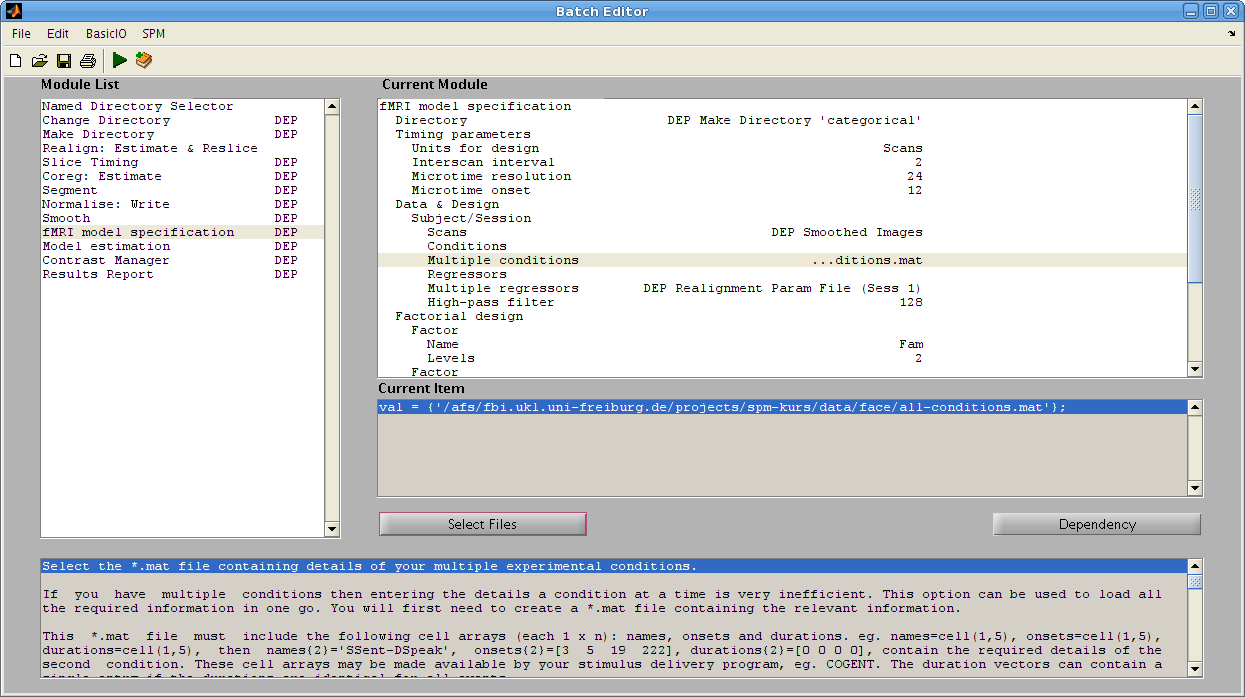 Batch Editor
File Edit BasicIO SPM
Module List
Named Directory Selector
Change Directory DEP
Make Directory DEP
Realign: Estimate & Reslice
Slice Timing DEP
Coreg: Estimate DEP
Segment DEP
Normalise: Write DEP
Smooth DEP
fMRI model specification DEP
Model estimation DEP
Contrast Manager DEP
Results Report DEP
Current Module
fMRI model specification
Directory DEP Make Directory 'categorical'
Timing parameters
Units for design Scans
Interscan interval 2
Microtime resolution 24
Microtime onset 12
Data & Design
Subject/Session
Scans DEP Smoothed Images
Conditions
Multiple conditions ...ditions.mat
Regressors
Multiple regressors DEP Realignment Param File (Sess 1)
High-pass filter 128
Factorial design
Factor
Name Fam
Levels 2
Factor
Current Item
val = {'/afs/fbi.ukl.uni-freiburg.de/projects/spm-kurs/data/face/all-conditions.mat'};
Select Files
Dependency
Select the *.mat file containing details of your multiple experimental conditions.
If you have multiple conditions then entering the details a condition at a time is very inefficient. This option can be used to load all
the required information in one go. You will first need to create a *.mat file containing the relevant information.
This *.mat file must include the following cell arrays (each 1 x n): names, onsets and durations. eg. names=cell(1,5), onsets=cell(1,5),
durations=cell(1,5), then names{2}='SSent-DSpeak', onsets{2}=[3 5 19 222], durations{2}=[0 0 0 0], contain the required details of the
second condition. These cell arrays may be made available by your stimulus delivery program, eg. COGENT. The duration vectors can contain a
single entry if the durations are identical for all events.